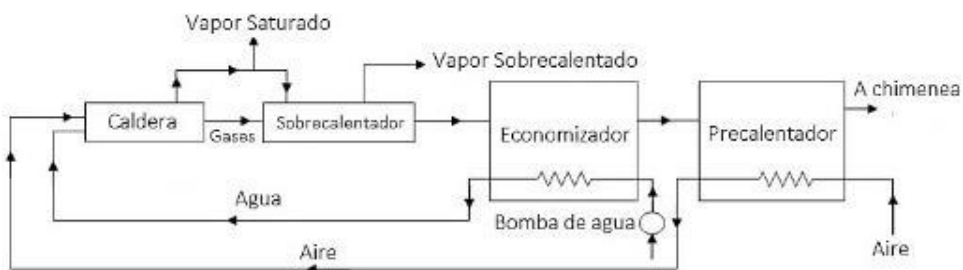 Vapor Saturado
Vapor Sobrecalentado
A chimenea
Caldera
Gases
Sobrecalentador
Economizador
Precalentador
Agua
Bomba de agua
Aire
Aire